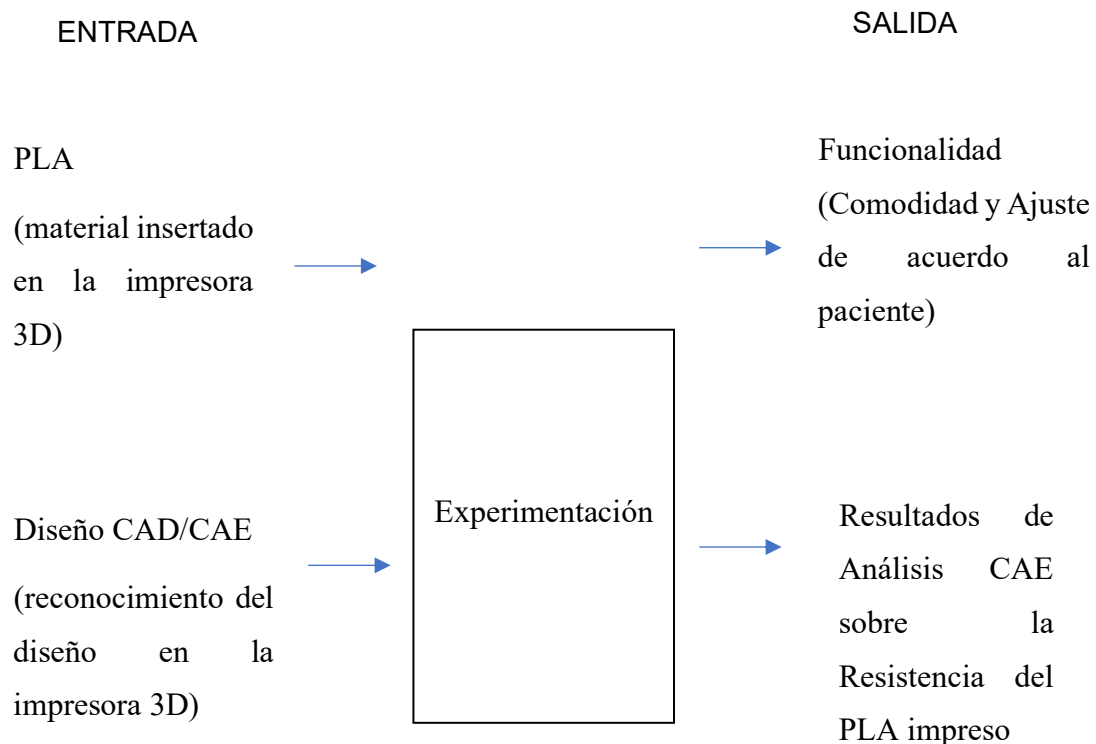 ENTRADA
SALIDA
PLA
(material insertado
en la impresora
3D)
Funcionalidad
(Comodidad y Ajuste
de acuerdo al
paciente)
Diseño CAD/CAE
(reconocimiento del
diseño en la
impresora 3D)
Experimentación
Resultados de
Análisis CAE
sobre la
Resistencia del
PLA impreso